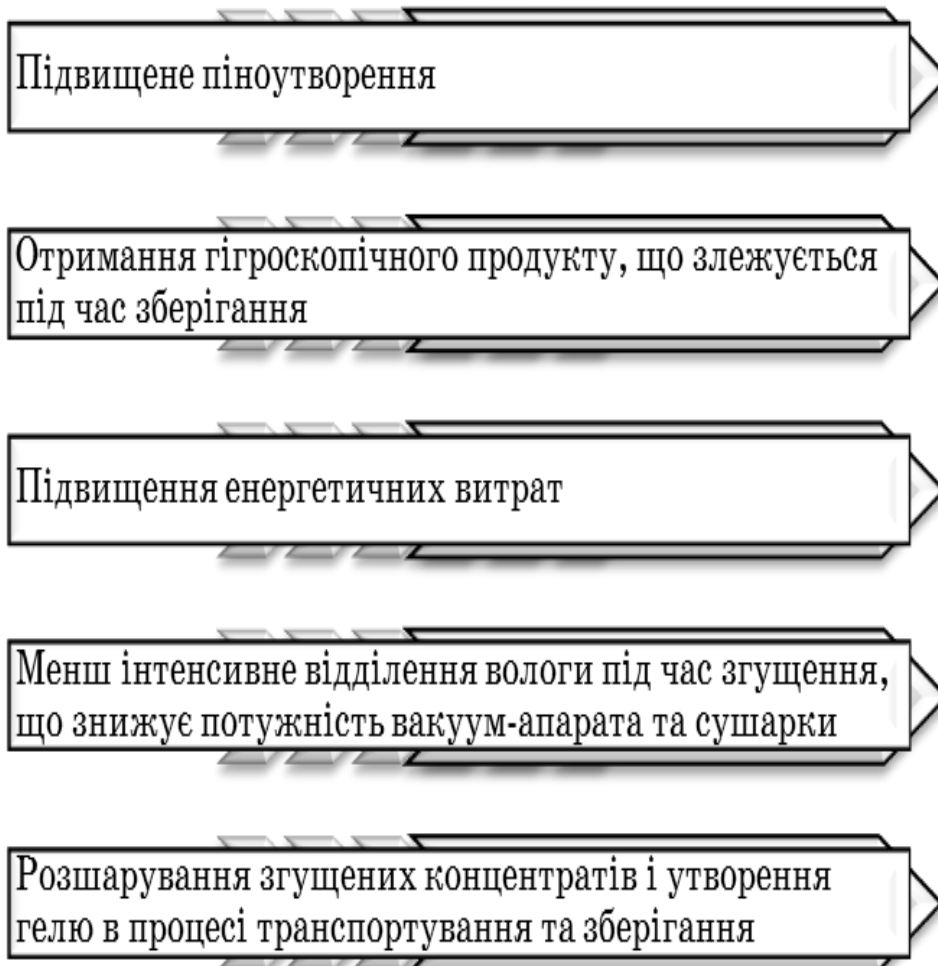 Підвищене піноутворення
Отримання гігроскопічного продукту, що злежується
під час зберігання
Підвищення енергетичних витрат
Менш інтенсивне відділення вологи під час згущення,
що знижує потужність вакуум-апарата та сушарки
Розшарування згущених концентратів і утворення
гелю в процесі транспортування та зберігання